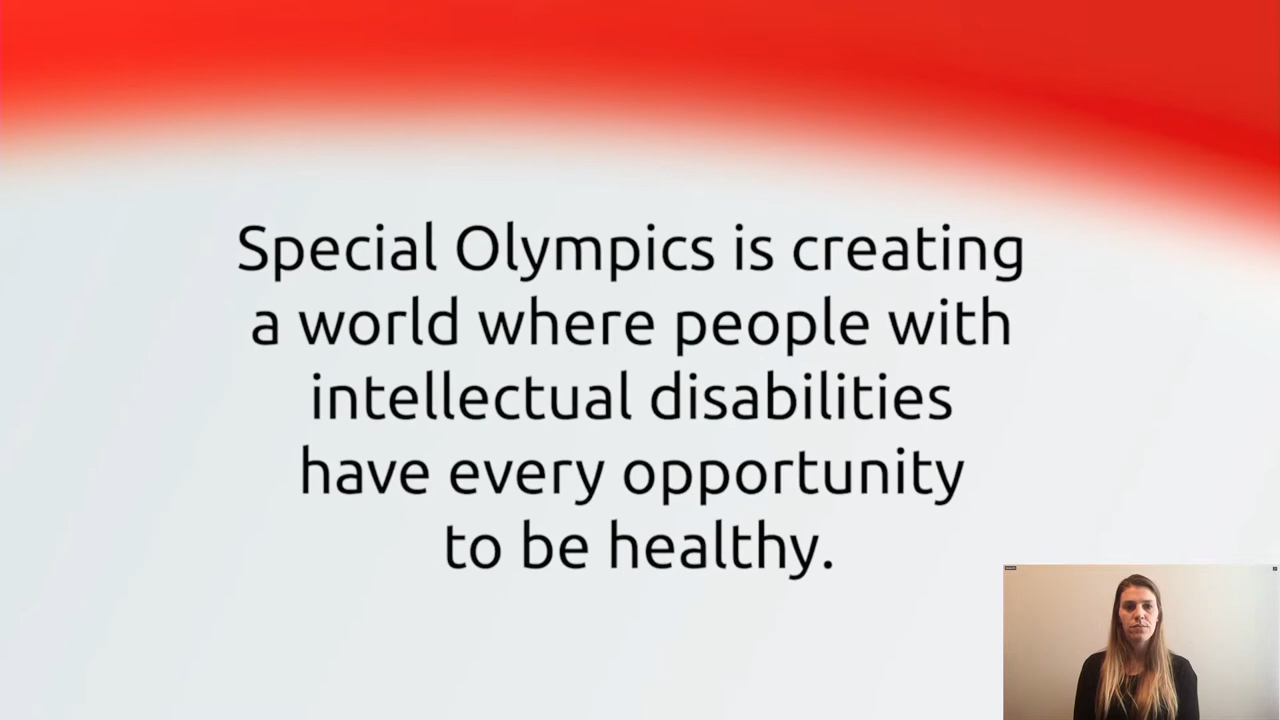 Special Olympics is creating
a world where people with
intellectual disabilities
have every opportunity
to be healthy.